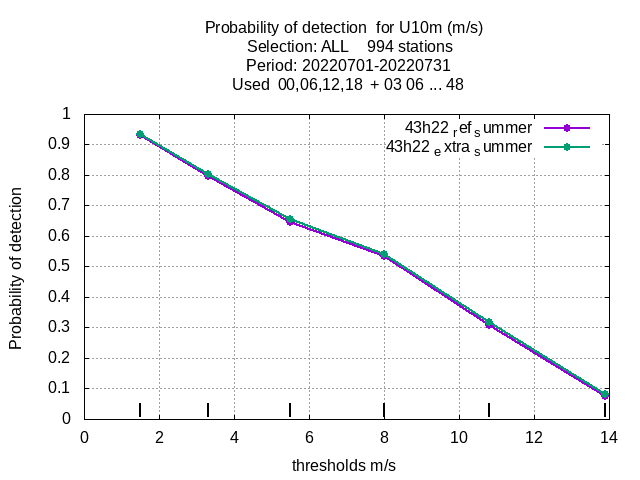 Probability of detection  for U10m (m/s)
Selection: ALL    994 stations
Period: 20220701-20220731
Used  00,06,12,18  + 03 06 ... 48
43h22 ref summer
43h22 extra summer
1
0.9
0.8
0.7
0.6
0.5
0.4
0.3
0.2
0.1
0
Probability of detection
0 2 4 6 8 10 12 14
thresholds m/s